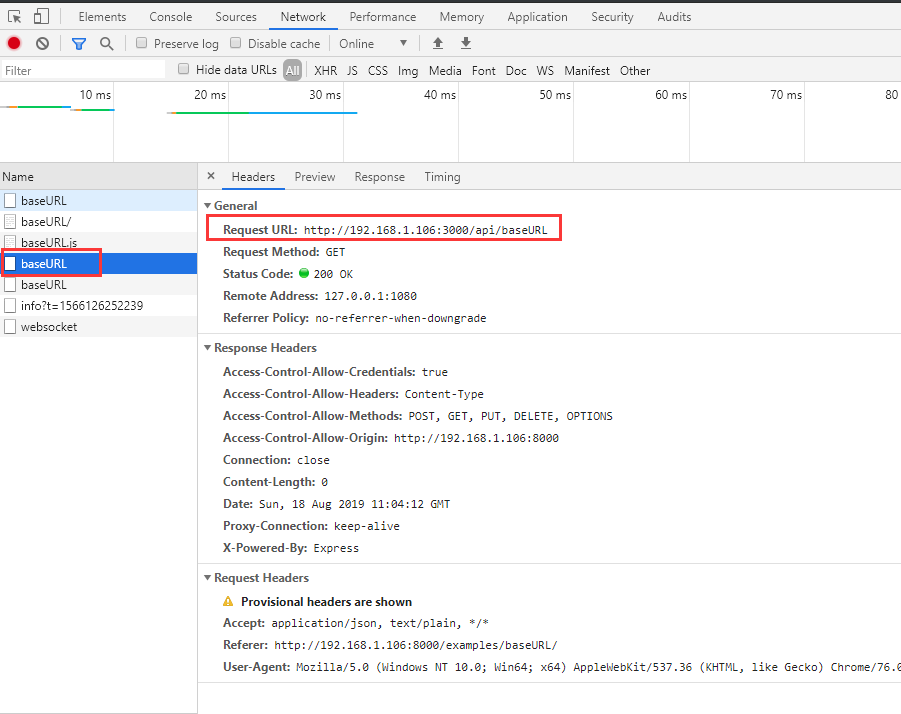 Elements Console Sources Network Performance Memory Application Security Audits
Preserve log Disable cache Online
Filter Hide data URLs All XHR JS CSS Img Media Font Doc WS Manifest Other
10 ms 20 ms 30 ms 40 ms 50 ms 60 ms 70 ms 80
Name
baseURL
baseURL/
baseURL.js
baseURL
baseURL
info?t=1566126252239
websocket
× Headers Preview Response Timing
General
Request URL: http://192.168.1.106:3000/api/baseURL
Request Method: GET
Status Code: 200 OK
Remote Address: 127.0.0.1:1080
Referrer Policy: no-referrer-when-downgrade
Response Headers
Access-Control-Allow-Credentials: true
Access-Control-Allow-Headers: Content-Type
Access-Control-Allow-Methods: POST, GET, PUT, DELETE, OPTIONS
Access-Control-Allow-Origin: http://192.168.1.106:8000
Connection: close
Content-Length: 0
Date: Sun, 18 Aug 2019 11:04:12 GMT
Proxy-Connection: keep-alive
X-Powered-By: Express
Request Headers
Provisional headers are shown
Accept: application/json, text/plain, */*
Referer: http://192.168.1.106:8000/examples/baseURL/
User-Agent: Mozilla/5.0 (Windows NT 10.0; Win64; x64) AppleWebKit/537.36 (KHTML, like Gecko) Chrome/76.0